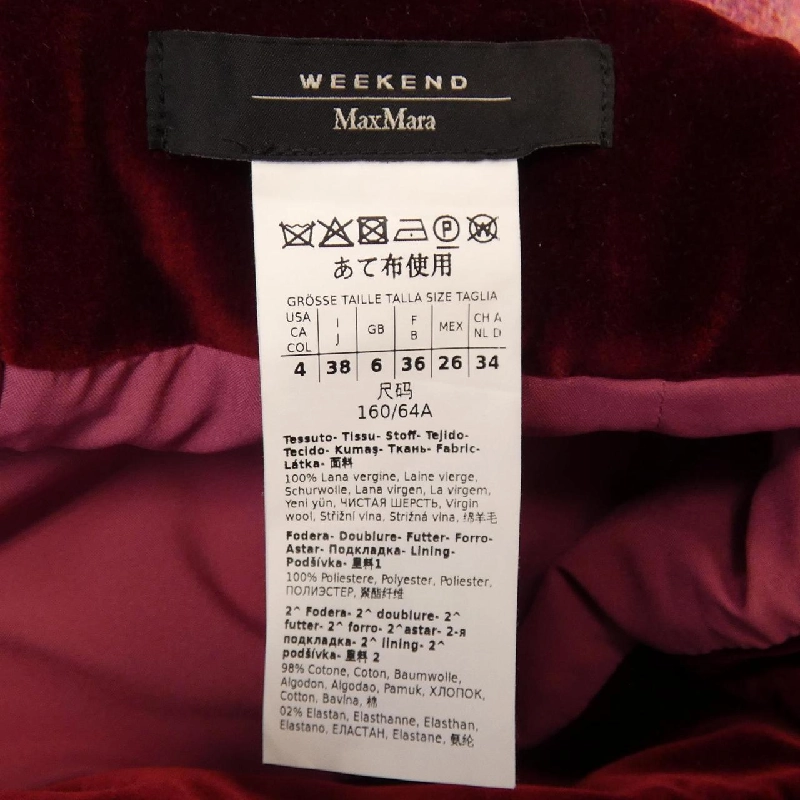 WEEKEND
MaxMara
P W
あて布使用
GRÖSSE TAILLE TALLA SIZE TAGLIA
USA CA COL I J GB F B MEX CH A NL D
4 38 6 36 26 34
尺码
160/64A
Tessuto- Tissu- Stoff- Tejido-
Tecido- Kumaş- Ткань- Fabric-
Látka- 面料
100% Lana vergine, Laine vierge,
Schurwolle, Lana virgen, La virgem,
Yeni yün, ЧИСТАЯ ШЕРСТЬ, Virgin
wool, Střižní vlna, Strižná vlna, 绵羊毛
Fodera- Doublure- Futter- Forro-
Astar- Подкладка- Lining-
Podšívka- 里料1
100% Poliestere, Polyester, Poliester,
ПОЛИЭСТЕР, 聚酯纤维
2^ Fodera- 2^ doublure- 2^
futter- 2^ forro- 2^astar- 2-я
подкладка- 2^ lining- 2^
podšívka- 里料 2
98% Cotone, Coton, Baumwolle,
Algodon, Algodao, Pamuk, ХЛОПОК,
Cotton, Bavlna, 棉
02% Elastan, Elasthanne, Elasthan,
Elastano, ЕЛАСТАН, Elastane, 氨纶